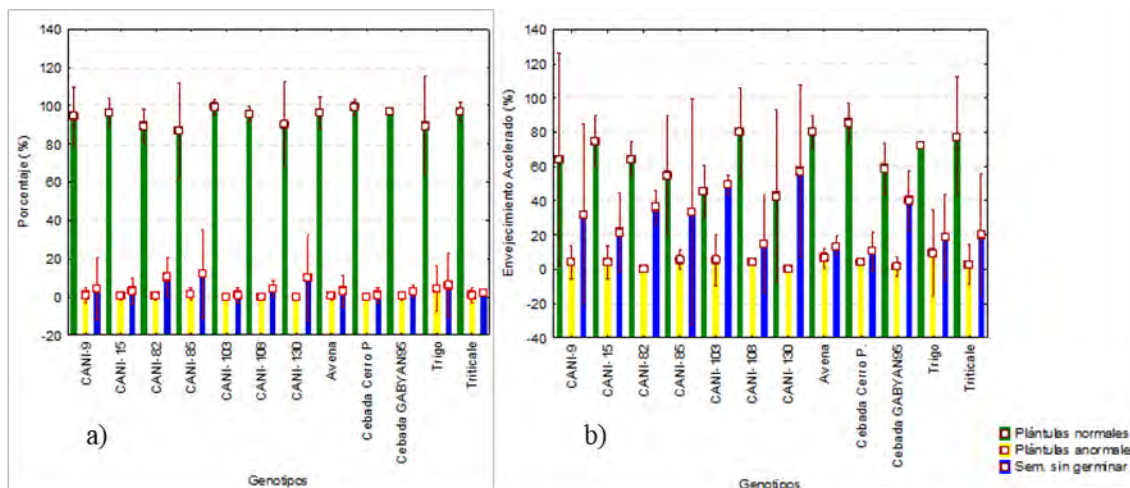 Porcentaje (%)
140
120
100
80
60
40
20
0
-20
CANI-9
CANI- 15
CANI- 82
CANI- 85
CANI- 103
CANI- 108
CANI- 130
Avena
Cebada Cerro P
Cebada GABYAN95
Trigo
Triticale
a)
Genotipos
Envejecimiento Acelerado (%)
140
120
100
80
60
40
20
0
-20
-40
CANI-9
CANI- 15
CANI- 82
CANI- 85
CANI- 103
CANI- 108
CANI- 130
Avena
Cebada Cerro P.
Cebada GABYAN95
Trigo
Triticale
b)
Genotipos
Plántulas normales
Plántulas anormales
Sem. sin germinar